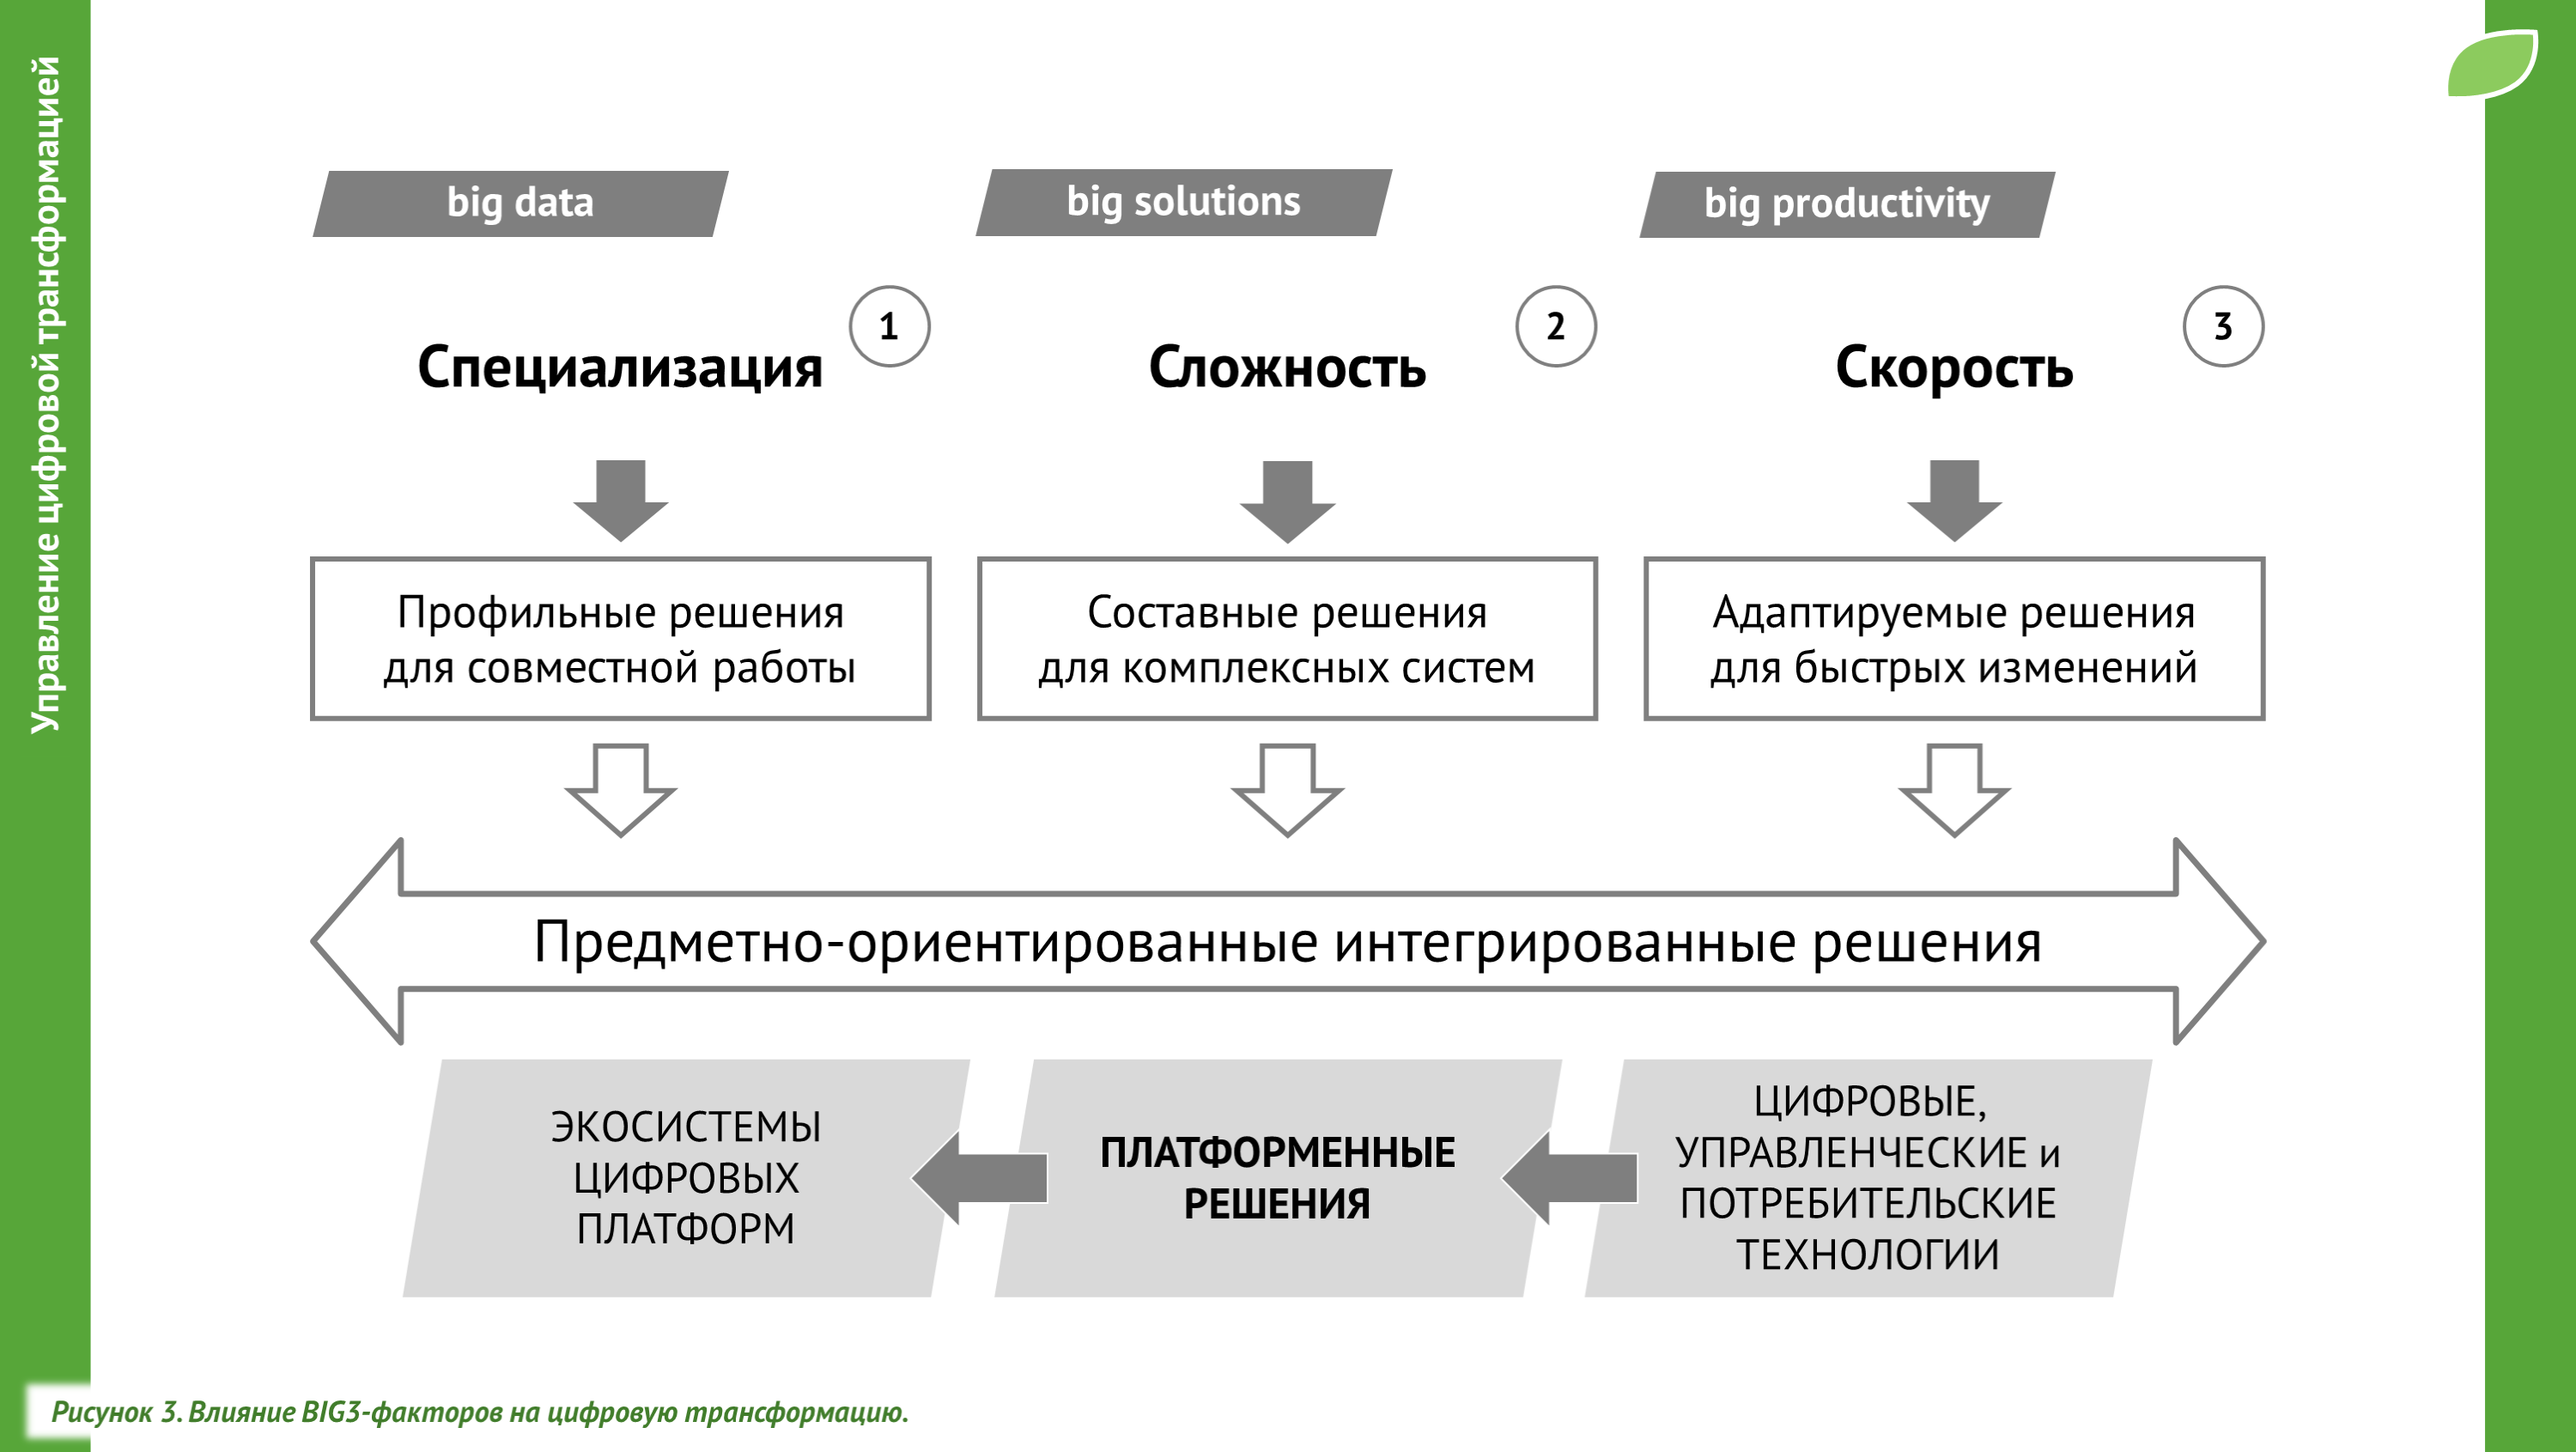 Управление цифровой трансформацией
big data
big solutions
big productivity
1
2
3
Специализация
Сложность
Скорость
Профильные решения
для совместной работы
Составные решения
для комплексных систем
Адаптируемые решения
для быстрых изменений
Предметно-ориентированные интегрированные решения
ЭКОСИСТЕМЫ
ЦИФРОВЫХ
ПЛАТФОРМ
ПЛАТФОРМЕННЫЕ
РЕШЕНИЯ
ЦИФРОВЫЕ,
УПРАВЛЕНЧЕСКИЕ и
ПОТРЕБИТЕЛЬСКИЕ
ТЕХНОЛОГИИ
Рисунок 3. Влияние BIG3-факторов на цифровую трансформацию.